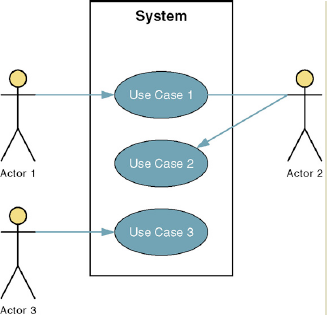 System
Use Case 1
Actor 1
Use Case 2
Actor 2
Use Case 3
Actor 3